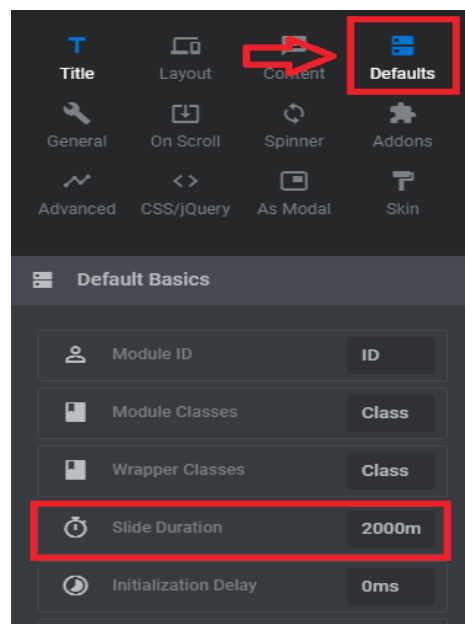 Title Layout Content Defaults
General On Scroll Spinner Addons
Advanced CSS/jQuery As Modal Skin
Default Basics
Module ID ID
Module Classes Class
Wrapper Classes Class
Slide Duration 2000m
Initialization Delay 0ms